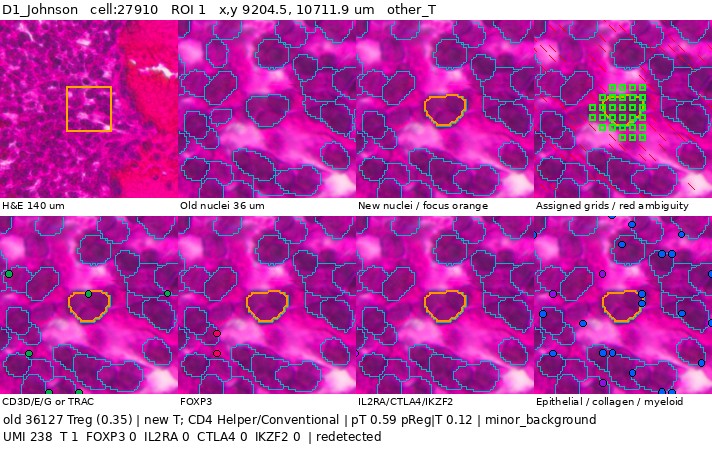 D1_Johnson cell:27910 ROI 1 x,y 9204.5, 10711.9 um other_T
H&E 140 um
Old nuclei 36 um
New nuclei / focus orange
Assigned grids / red ambiguity
CD3D/E/G or TRAC
FOXP3
IL2RA/CTLA4/IKZF2
Epithelial / collagen / myeloid
old 36127 Treg (0.35) | new T; CD4 Helper/Conventional | pT 0.59 pReg|T 0.12 | minor_background
UMI 238 T 1 FOXP3 0 IL2RA 0 CTLA4 0 IKZF2 0 | redetected